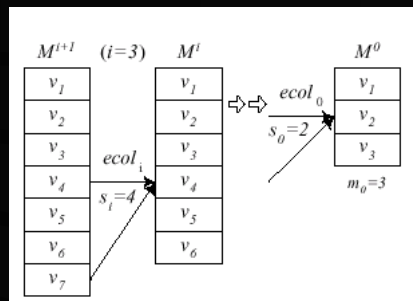 M^{i+1} (i=3) M^i M^0
v_1 v_1 ecol_0 v_1
v_2 v_2 s_0=2 v_2
v_3 ecol_i v_3 v_3
v_4 s_i=4 v_4 m_0=3
v_5 v_5
v_6 v_6
v_7